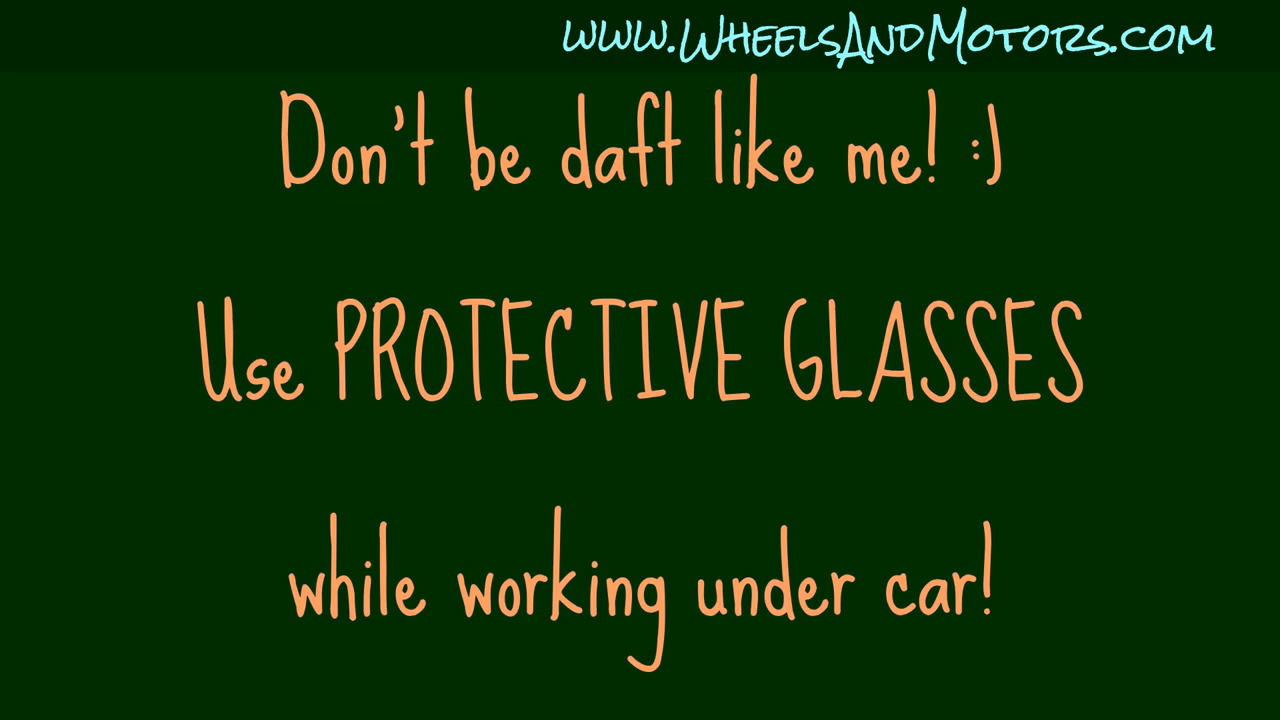 www.WheelsAndMotors.com
Don't be daft like me! :)
Use PROTECTIVE GLASSES
while working under car!